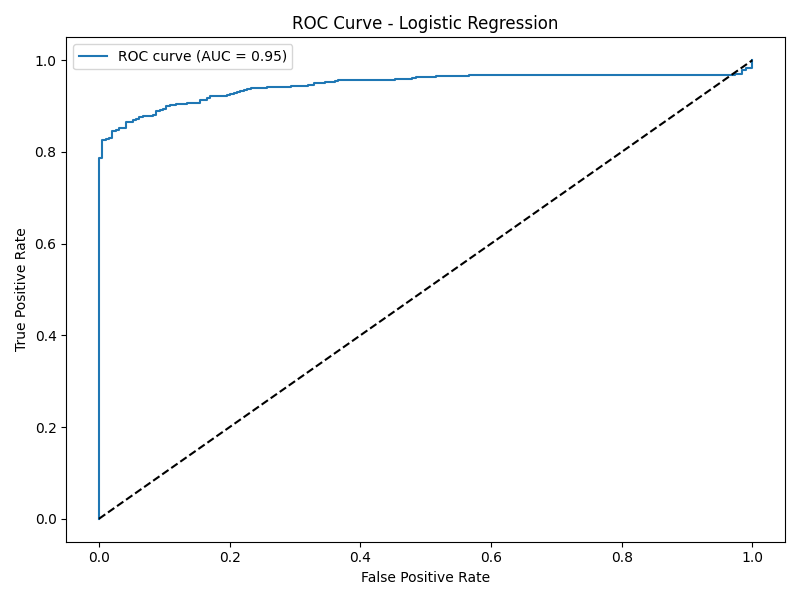 ROC Curve - Logistic Regression
ROC curve (AUC = 0.95)
1.0
0.8
0.6
0.4
0.2
0.0
True Positive Rate
0.0 0.2 0.4 0.6 0.8 1.0
False Positive Rate